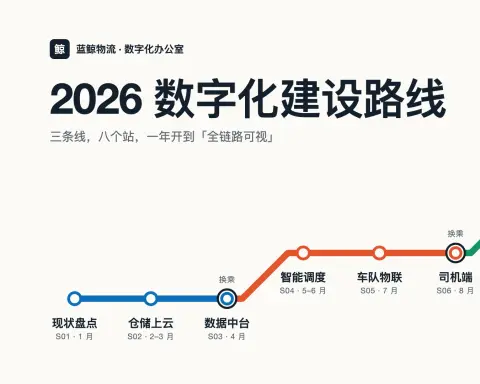 鲸 蓝鲸物流 · 数字化办公室
2026 数字化建设路线
三条线，八个站，一年开到「全链路可视」
换乘
智能调度 车队物联 司机端
S04 · 5–6 月 S05 · 7 月 S06 · 8 月
换乘
现状盘点 仓储上云 数据中台
S01 · 1 月 S02 · 2–3 月 S03 · 4 月